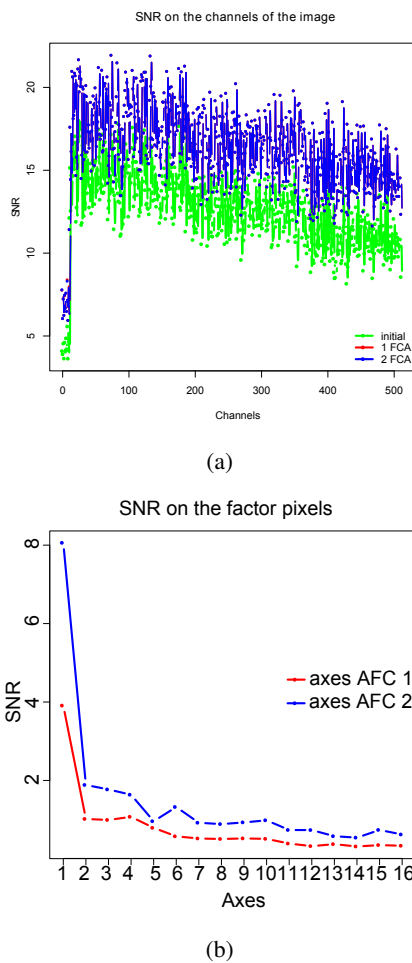 SNR on the channels of the image
SNR
20
15
10
5
initial
1 FCA
2 FCA
0 100 200 300 400 500
Channels
(a)
SNR on the factor pixels
SNR
8
6
4
2
axes AFC 1
axes AFC 2
1 2 3 4 5 6 7 8 9 10 11 12 13 14 15 16
Axes
(b)